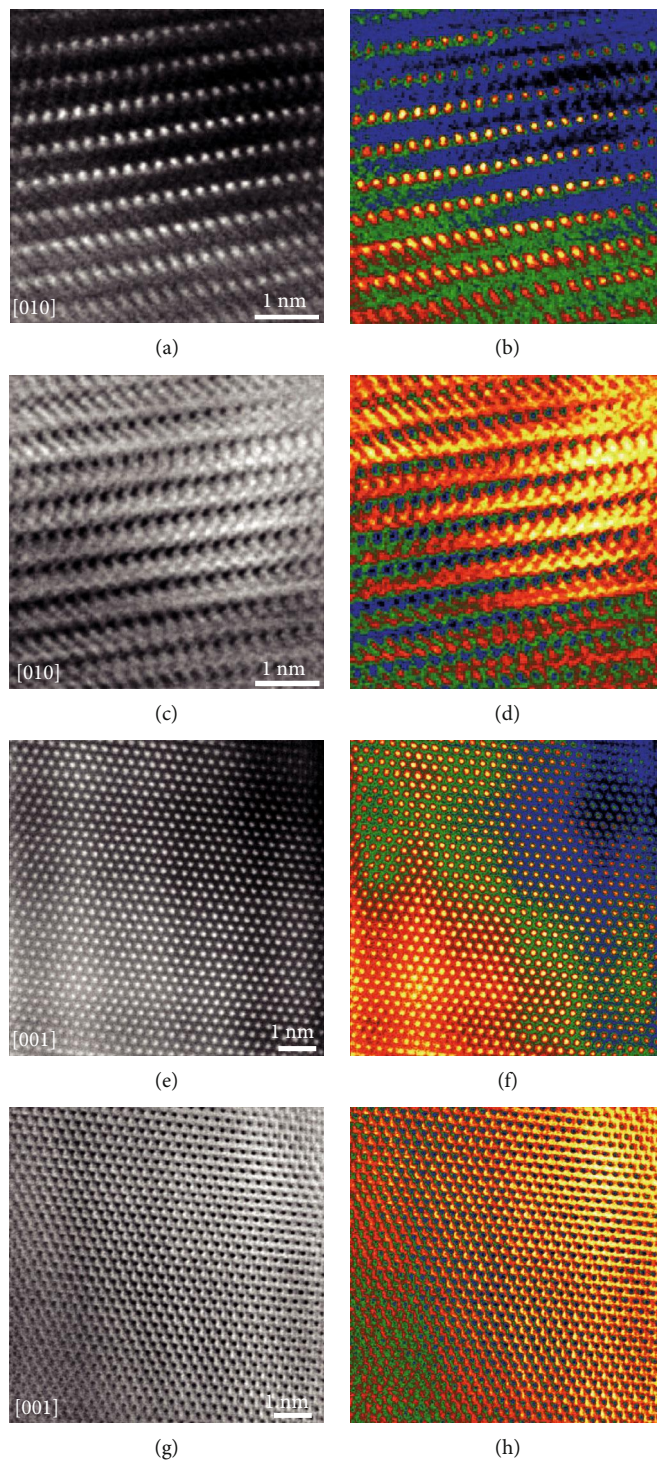 [010]
1 nm
(a)
(b)
[010]
1 nm
(c)
(d)
[001]
1 nm
(e)
(f)
[001]
1 nm
(g)
(h)